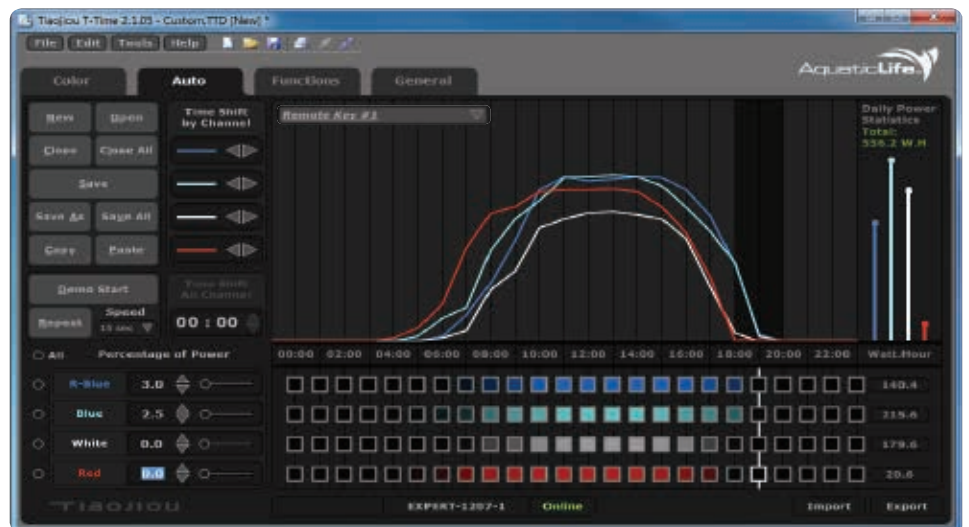 Tiaojiou T-Time 2.1.05 - Custom.TTD [New] *
File Edit Tools Help
Color Auto Functions General
AquaticLife
New Open
Time Shift by Channel
Remote Key #1
Daily Power Statistics
Total:
556.2 W.H
Close Close All
Save
Save As Save All
Copy Paste
Demo Start
Time Shift
All Channel
Repeat Speed
15 sec
00 : 00
All Percentage of Power
00:00 02:00 04:00 06:00 08:00 10:00 12:00 14:00 16:00 18:00 20:00 22:00 Watt.Hour
R-Blue 3.0 140.4
Blue 2.5 215.6
White 0.0 179.6
Red 0.0 20.6
TIAOJIOU
EXPERT-1207-1 Online Import Export